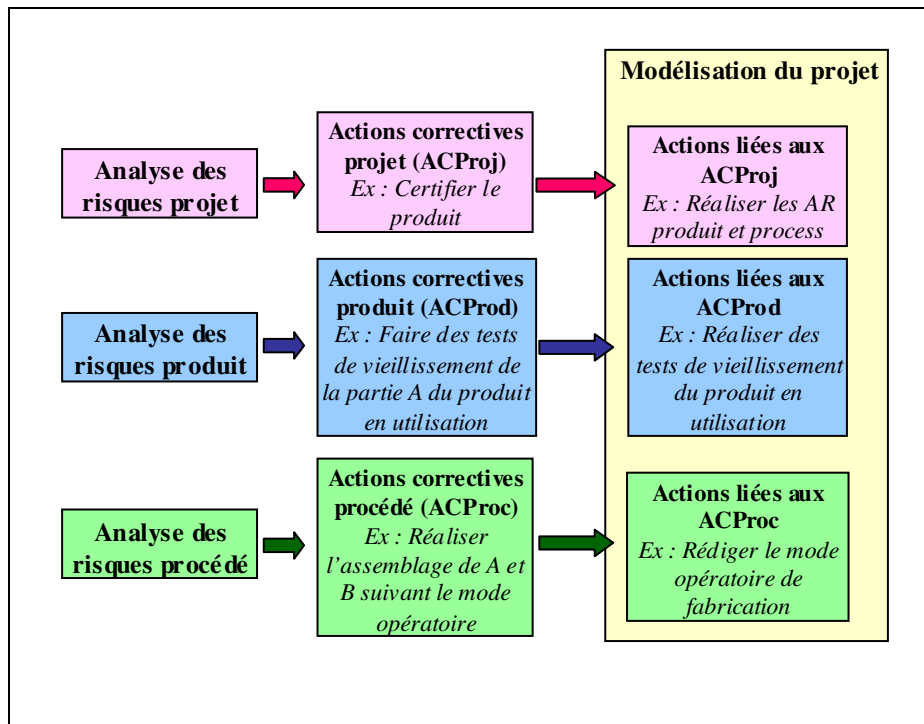 Modélisation du projet
Analyse des
risques projet
Actions correctives
projet (ACProj)
Ex : Certifier le
produit
Actions liées aux
ACProj
Ex : Réaliser les AR
produit et process
Analyse des
risques produit
Actions correctives
produit (ACProd)
Ex : Faire des tests
de vieillissement de
la partie A du produit
en utilisation
Actions liées aux
ACProd
Ex : Réaliser des
tests de vieillissement
du produit en
utilisation
Analyse des
risques procédé
Actions correctives
procédé (ACProc)
Ex : Réaliser
l’assemblage de A et
B suivant le mode
opératoire
Actions liées aux
ACProc
Ex : Rédiger le mode
opératoire de
fabrication